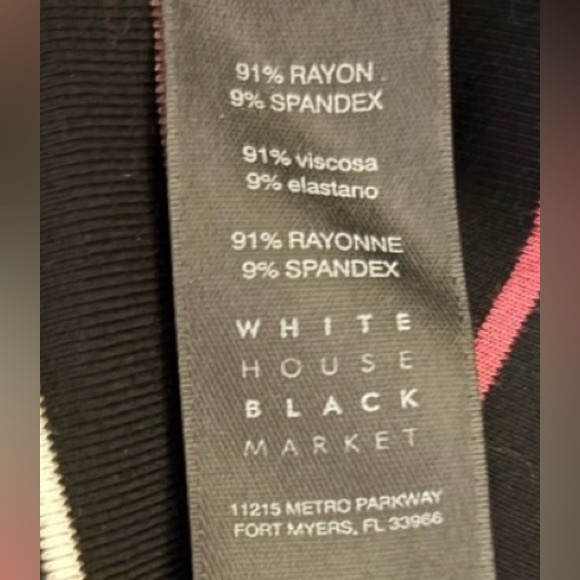 91% RAYON
9% SPANDEX
91% viscosa
9% elastano
91% RAYONNE
9% SPANDEX
WHITE
HOUSE
BLACK
MARKET
11215 METRO PARKWAY
FORT MYERS, FL 33966